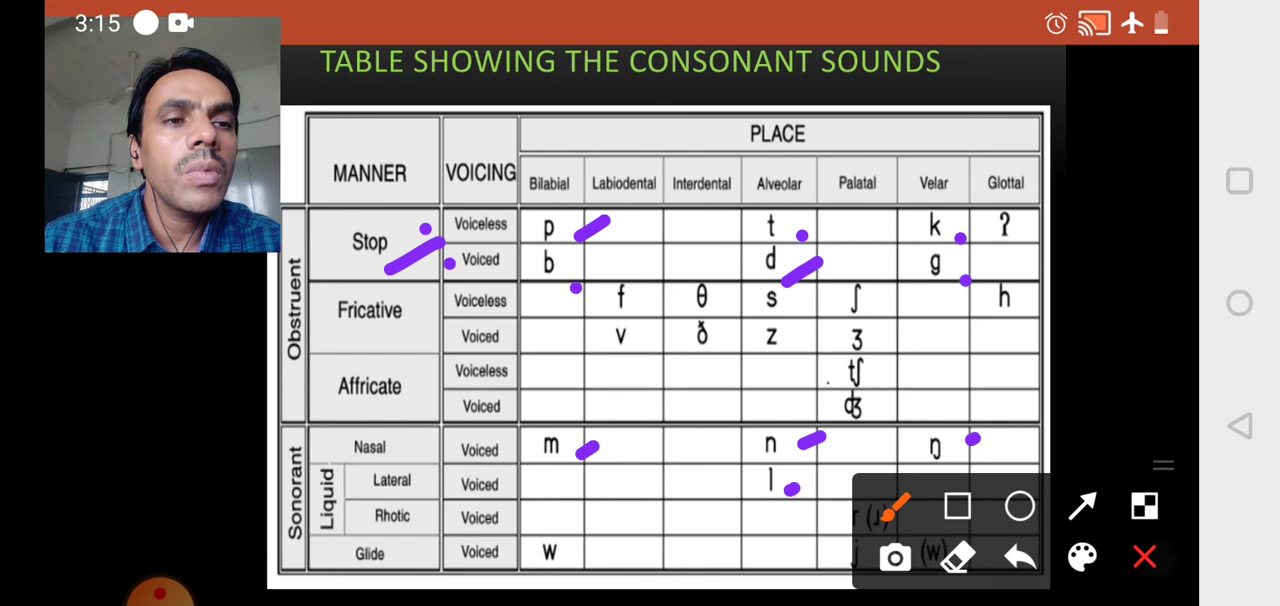 3:15
TABLE SHOWING THE CONSONANT SOUNDS
MANNER VOICING PLACE
Bilabial Labiodental Interdental Alveolar Palatal Velar Glottal
Obstruent
Stop Voiceless p t k ʔ
Voiced b d g
Fricative Voiceless f θ s ʃ h
Voiced v ð z ʒ
Affricate Voiceless tʃ
Voiced ʤ
Sonorant
Nasal Voiced m n ŋ
Liquid
Lateral Voiced l
Rhotic Voiced r (ɹ)
Glide Voiced w j (w)